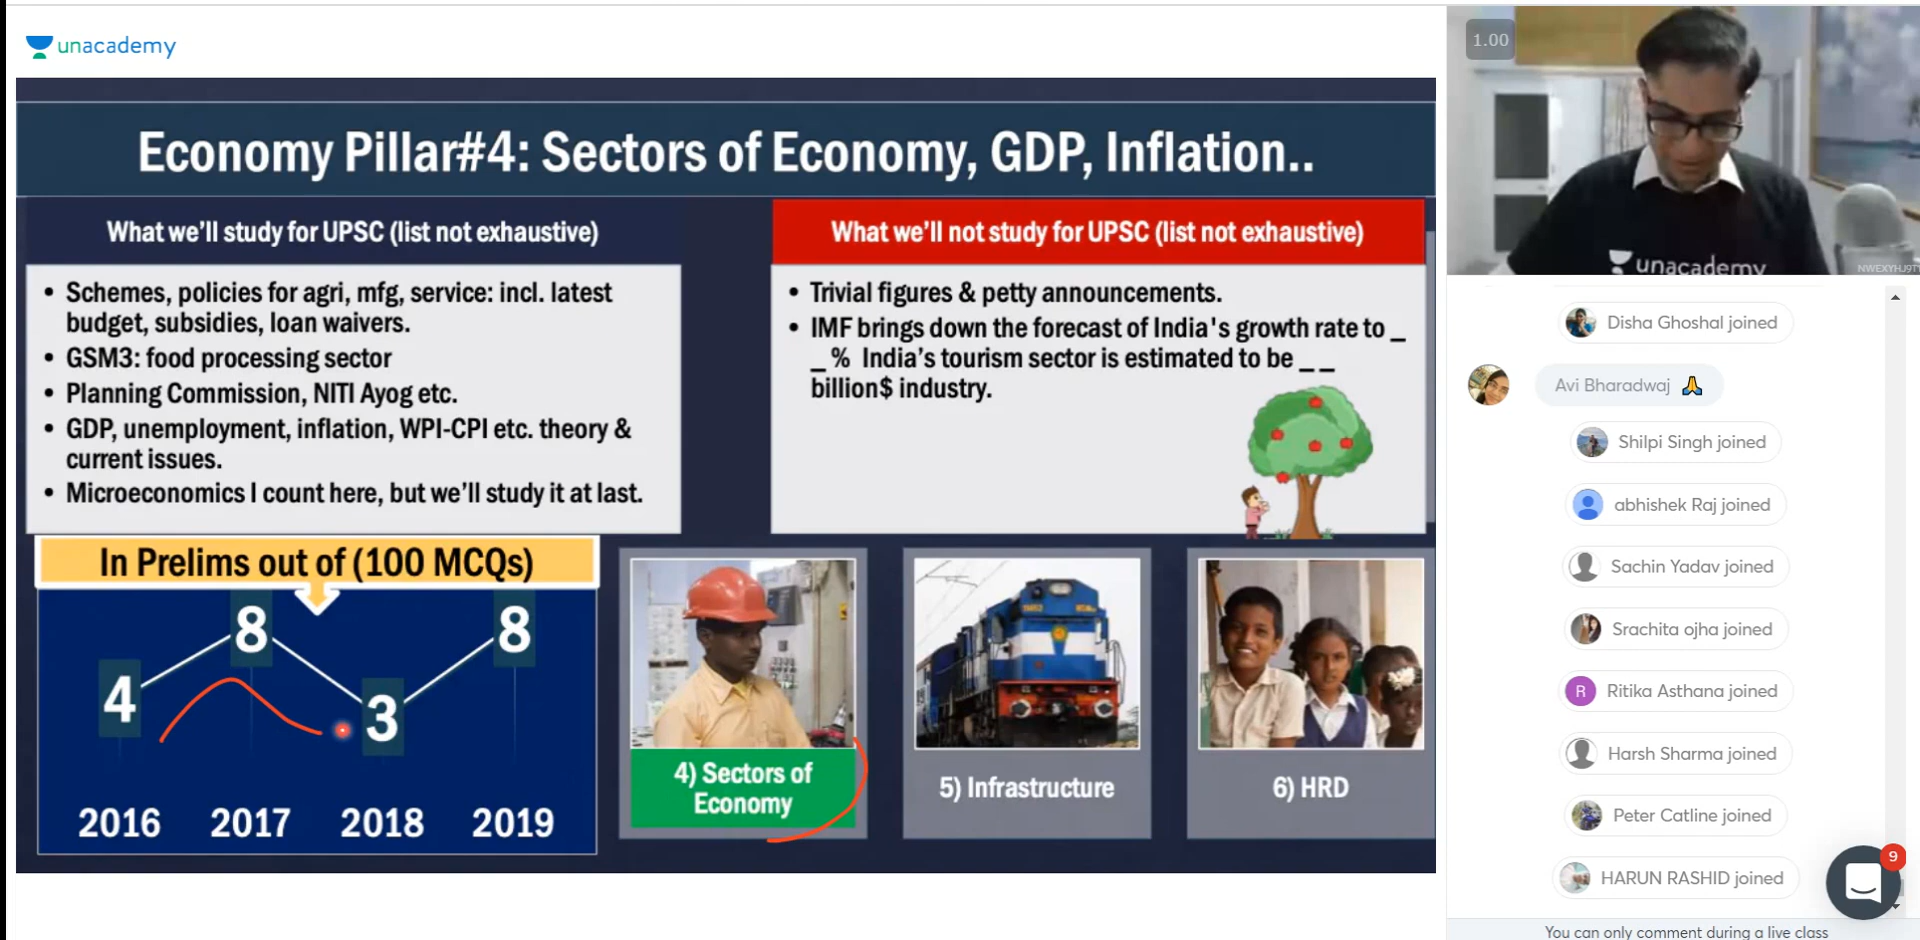 unacademy
Economy Pillar#4: Sectors of Economy, GDP, Inflation..
What we'll study for UPSC (list not exhaustive)
• Schemes, policies for agri, mfg, service: incl. latest
budget, subsidies, loan waivers.
• GSM3: food processing sector
• Planning Commission, NITI Ayog etc.
• GDP, unemployment, inflation, WPI-CPI etc. theory &
current issues.
• Microeconomics I count here, but we'll study it at last.
What we'll not study for UPSC (list not exhaustive)
• Trivial figures & petty announcements.
• IMF brings down the forecast of India's growth rate to _
_% India's tourism sector is estimated to be _ _
billion$ industry.
In Prelims out of (100 MCQs)
4
8
3
8
2016 2017 2018 2019
4) Sectors of
Economy
5) Infrastructure
6) HRD
1.00
unacademy
Disha Ghoshal joined
Avi Bharadwaj 🙏
Shilpi Singh joined
abhishek Raj joined
Sachin Yadav joined
Srachita ojha joined
R Ritika Asthana joined
Harsh Sharma joined
Peter Catline joined
HARUN RASHID joined
9
You can only comment during a live class